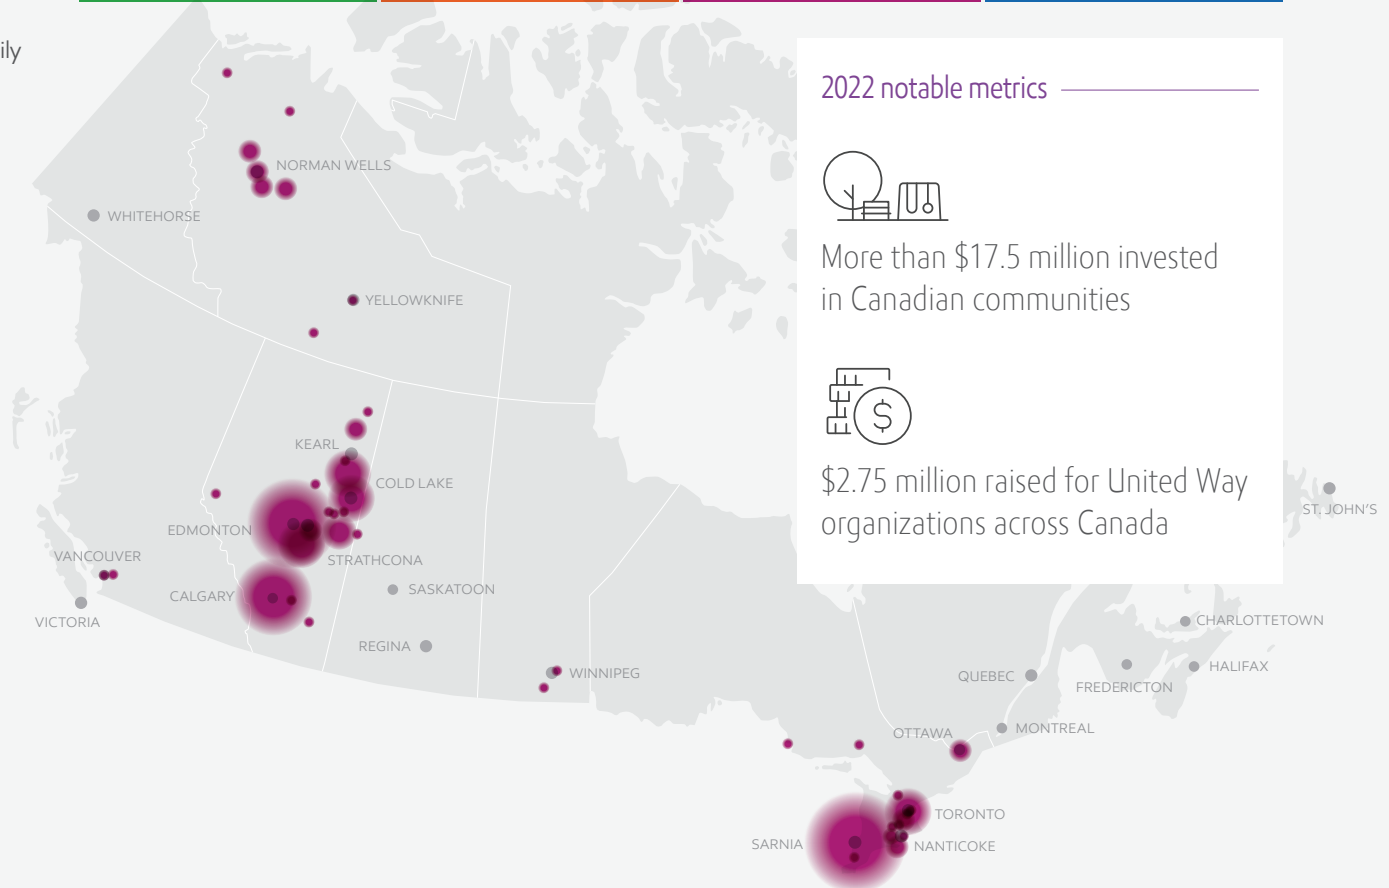 ily
2022 notable metrics
More than $17.5 million invested
in Canadian communities
$
$2.75 million raised for United Way
organizations across Canada
NORMAN WELLS
WHITEHORSE
YELLOWKNIFE
KEARL
COLD LAKE
EDMONTON
STRATHCONA
VANCOUVER
CALGARY
SASKATOON
VICTORIA
REGINA
WINNIPEG
ST. JOHN'S
CHARLOTTETOWN
HALIFAX
QUEBEC
FREDERICTON
MONTREAL
OTTAWA
TORONTO
SARNIA
NANTICOKE